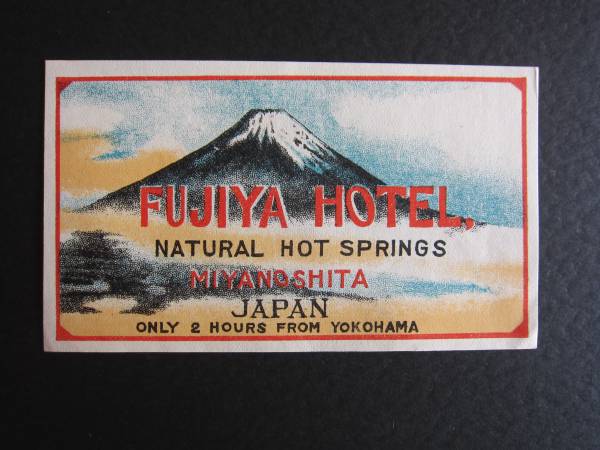 FUJIYA HOTEL,
NATURAL HOT SPRINGS
MIYANOSHITA
JAPAN
ONLY 2 HOURS FROM YOKOHAMA